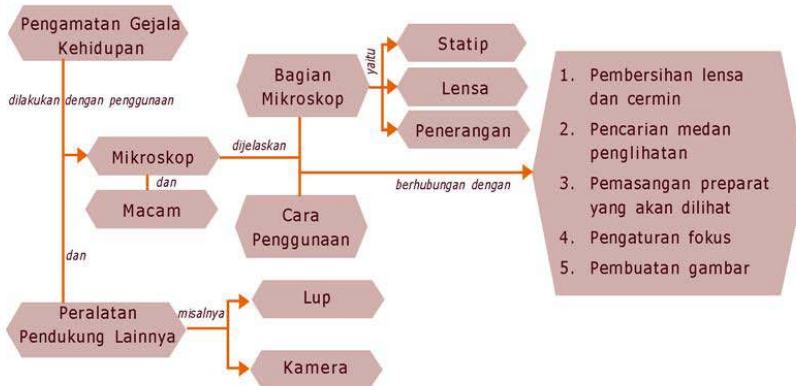 Pengamatan Gejala
Kehidupan
dilakukan dengan penggunaan
Mikroskop
dan
Macam
dijelaskan
Bagian
Mikroskop
yaitu
Statip
Lensa
Penerangan
Cara
Penggunaan
berhubungan dengan
1. Pembersihan lensa
dan cermin
2. Pencarian medan
penglihatan
3. Pemasangan preparat
yang akan dilihat
4. Pengaturan fokus
5. Pembuatan gambar
dan
Peralatan
Pendukung Lainnya
misalnya
Lup
Kamera